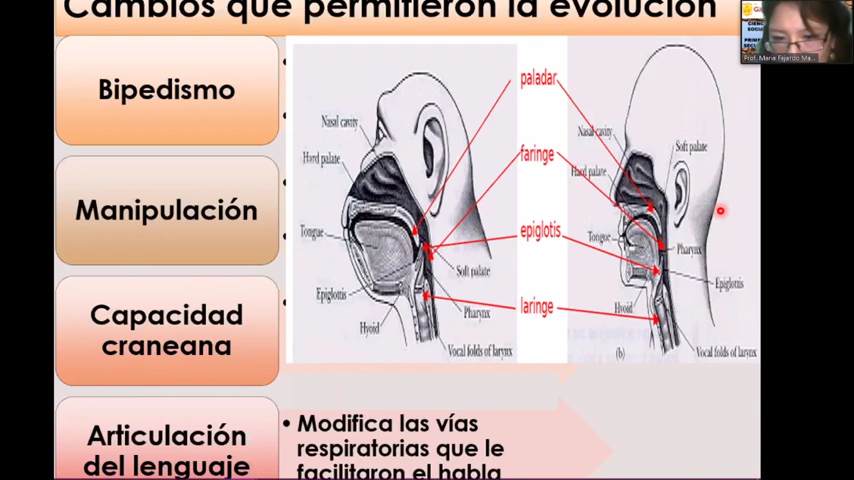 Cambios que permitieron la evolución
Bipedismo
Manipulación
Capacidad
craneana
Articulación
del lenguaje
• Modifica las vías
respiratorias que le
facilitaron el habla
Nasal cavity
Hard palate
Tongue
Epiglottis
Hyoid
Soft palate
Pharynx
Vocal folds of larynx
paladar
faringe
epiglotis
laringe
Nasal cavity
Hard palate
Soft palate
Tongue
Pharynx
Epiglottis
Hyoid
Vocal folds of larynx
(b)
Prof. Maria Fajardo Ma...